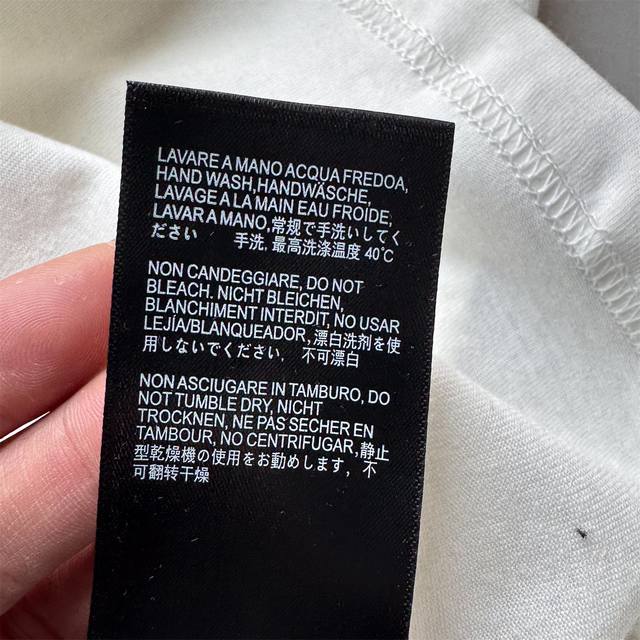 LAVARE A MANO ACQUA FREDOA,
HAND WASH,HANDWÄSCHE,
LAVAGE A LA MAIN EAU FROÍDE,
LAVAR A MANO,常规で手洗いしてく
ださい 手洗, 最高洗涤温度 40℃
NON CANDEGGIARE, DO NOT
BLEACH. NICHT BLEICHEN,
BLANCHIMENT INTERDIT, NO USAR
LEJÍA/BLANQUEADOR,漂白洗剤を使
用しないでください, 不可漂白
NON ASCIUGARE IN TAMBURO, DO
NOT TUMBLE DRY, NICHT
TROCKNEN, NE PAS SECHER EN
TAMBOUR, NO CENTRIFUGAR,静止
型乾燥機の使用をお勧めします, 不
可翻转干燥